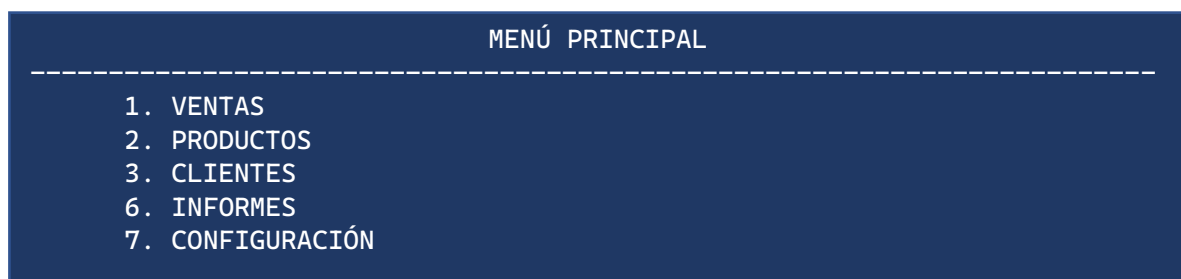 MENÚ PRINCIPAL
------------------------------------------------------------------------
1. VENTAS
2. PRODUCTOS
3. CLIENTES
6. INFORMES
7. CONFIGURACIÓN